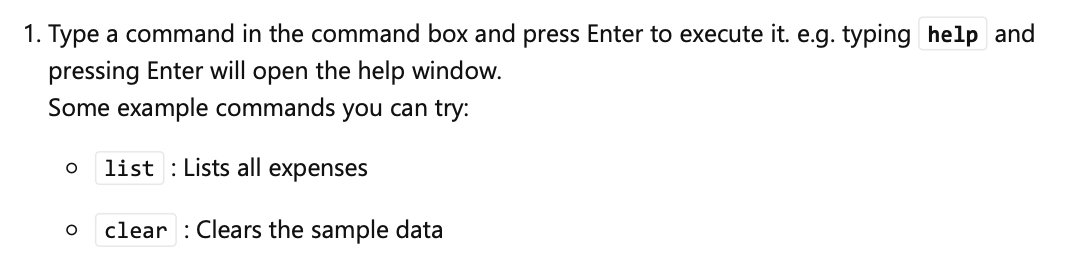 1. Type a command in the command box and press Enter to execute it. e.g. typing help and
pressing Enter will open the help window.
Some example commands you can try:
list : Lists all expenses
clear : Clears the sample data